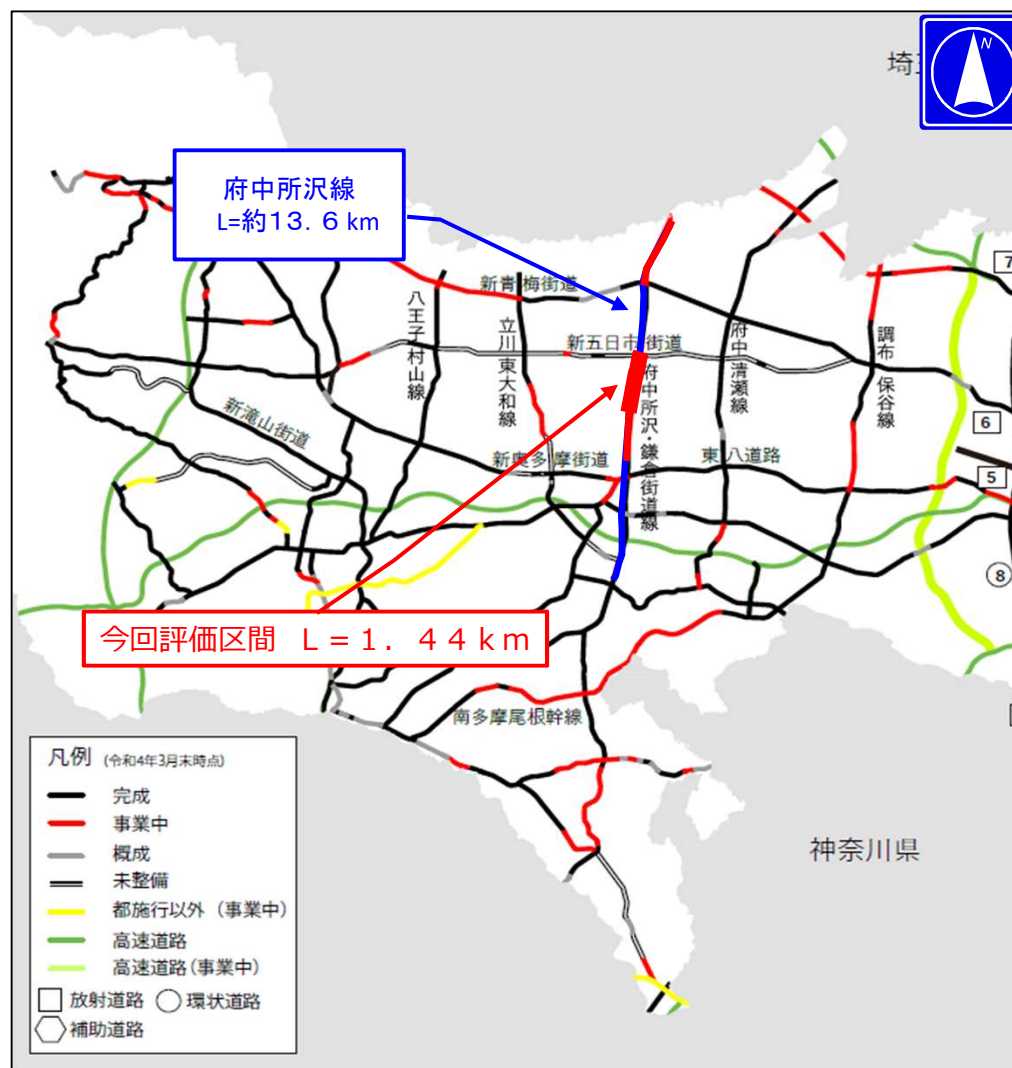 N
埼
府中所沢線
L=約13.6 km
7
新青梅街道
八王子村山線
立川東大和線
新五日市街道
府中清瀬線
調布保谷線
府中所沢・鎌倉街道線
6
新滝山街道
新奥多摩街道
東八道路
5
8
今回評価区間 L=1.44km
南多摩尾根幹線
神奈川県
凡例 (令和4年3月末時点)
完成
事業中
概成
未整備
都施行以外(事業中)
高速道路
高速道路(事業中)
放射道路 環状道路
補助道路